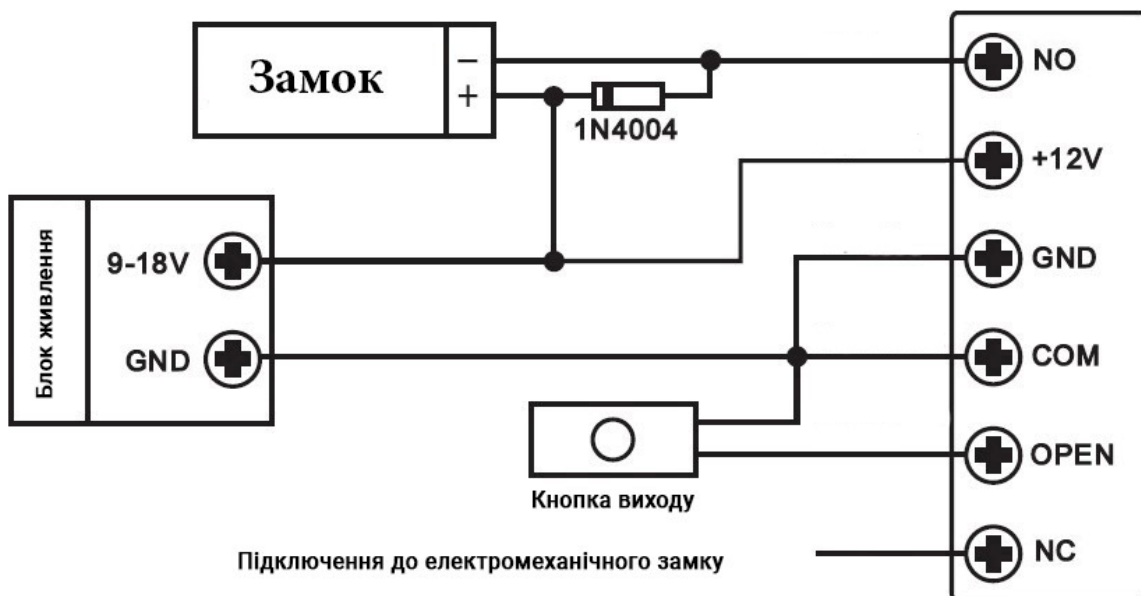 Замок
−
+
1N4004
NO
+12V
GND
COM
OPEN
NC
Блок живлення
9-18V
GND
Кнопка виходу
Підключення до електромеханічного замку